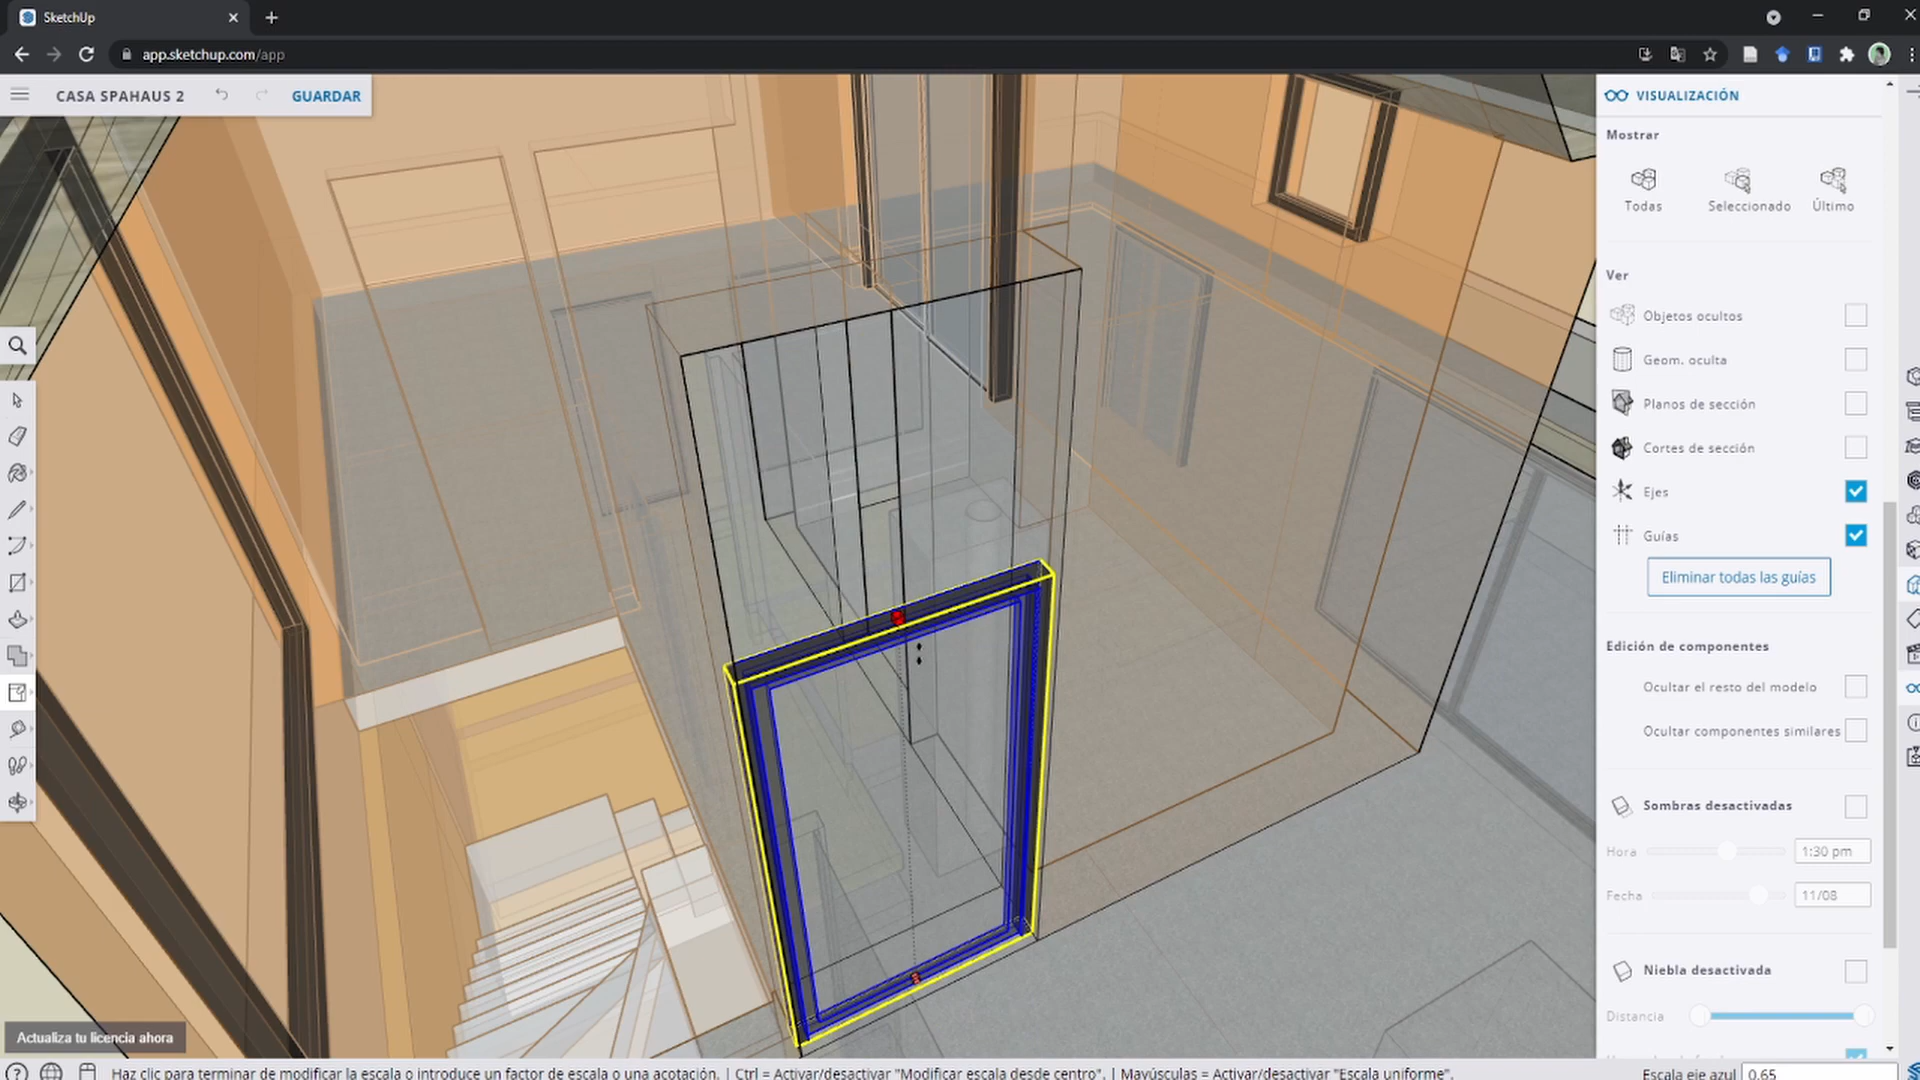 SketchUp
app.sketchup.com/app
CASA SPAHAUS 2
GUARDAR
VISUALIZACIÓN
Mostrar
Todas
Seleccionado
Último
Ver
Objetos ocultos
Geom. oculta
Planos de sección
Cortes de sección
Ejes
Guías
Eliminar todas las guías
Edición de componentes
Ocultar el resto del modelo
Ocultar componentes similares
Sombras desactivadas
Hora
1:30 pm
Fecha
11/08
Niebla desactivada
Distancia
Actualiza tu licencia ahora
Haz clic para terminar de modificar la escala o introduce un factor de escala o una acotación. | Ctrl = Activar/desactivar "Modificar escala desde centro". | Mayúsculas = Activar/desactivar "Escala uniforme".
Escala eje azul
0.65